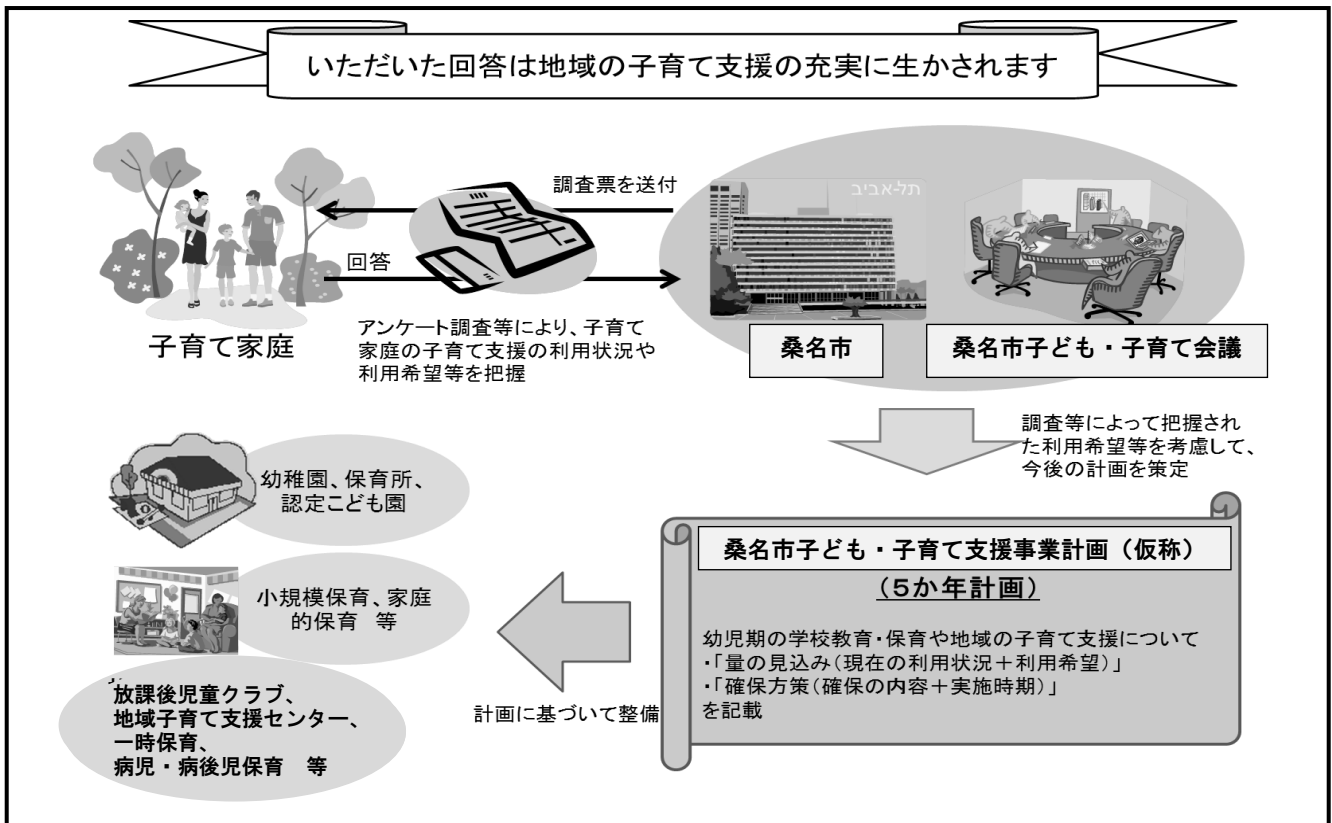 いただいた回答は地域の子育て支援の充実に生かされます
調査票を送付
תל-אביב
回答
子育て家庭
アンケート調査等により、子育て
家庭の子育て支援の利用状況や
利用希望等を把握
桑名市
桑名市子ども・子育て会議
調査等によって把握され
た利用希望等を考慮して、
今後の計画を策定
幼稚園、保育所、
認定こども園
小規模保育、家庭
的保育　等
放課後児童クラブ、
地域子育て支援センター、
一時保育、
病児・病後児保育　等
計画に基づいて整備
桑名市子ども・子育て支援事業計画（仮称）
（５か年計画）
幼児期の学校教育・保育や地域の子育て支援について
・「量の見込み（現在の利用状況＋利用希望）」
・「確保方策（確保の内容＋実施時期）」
を記載